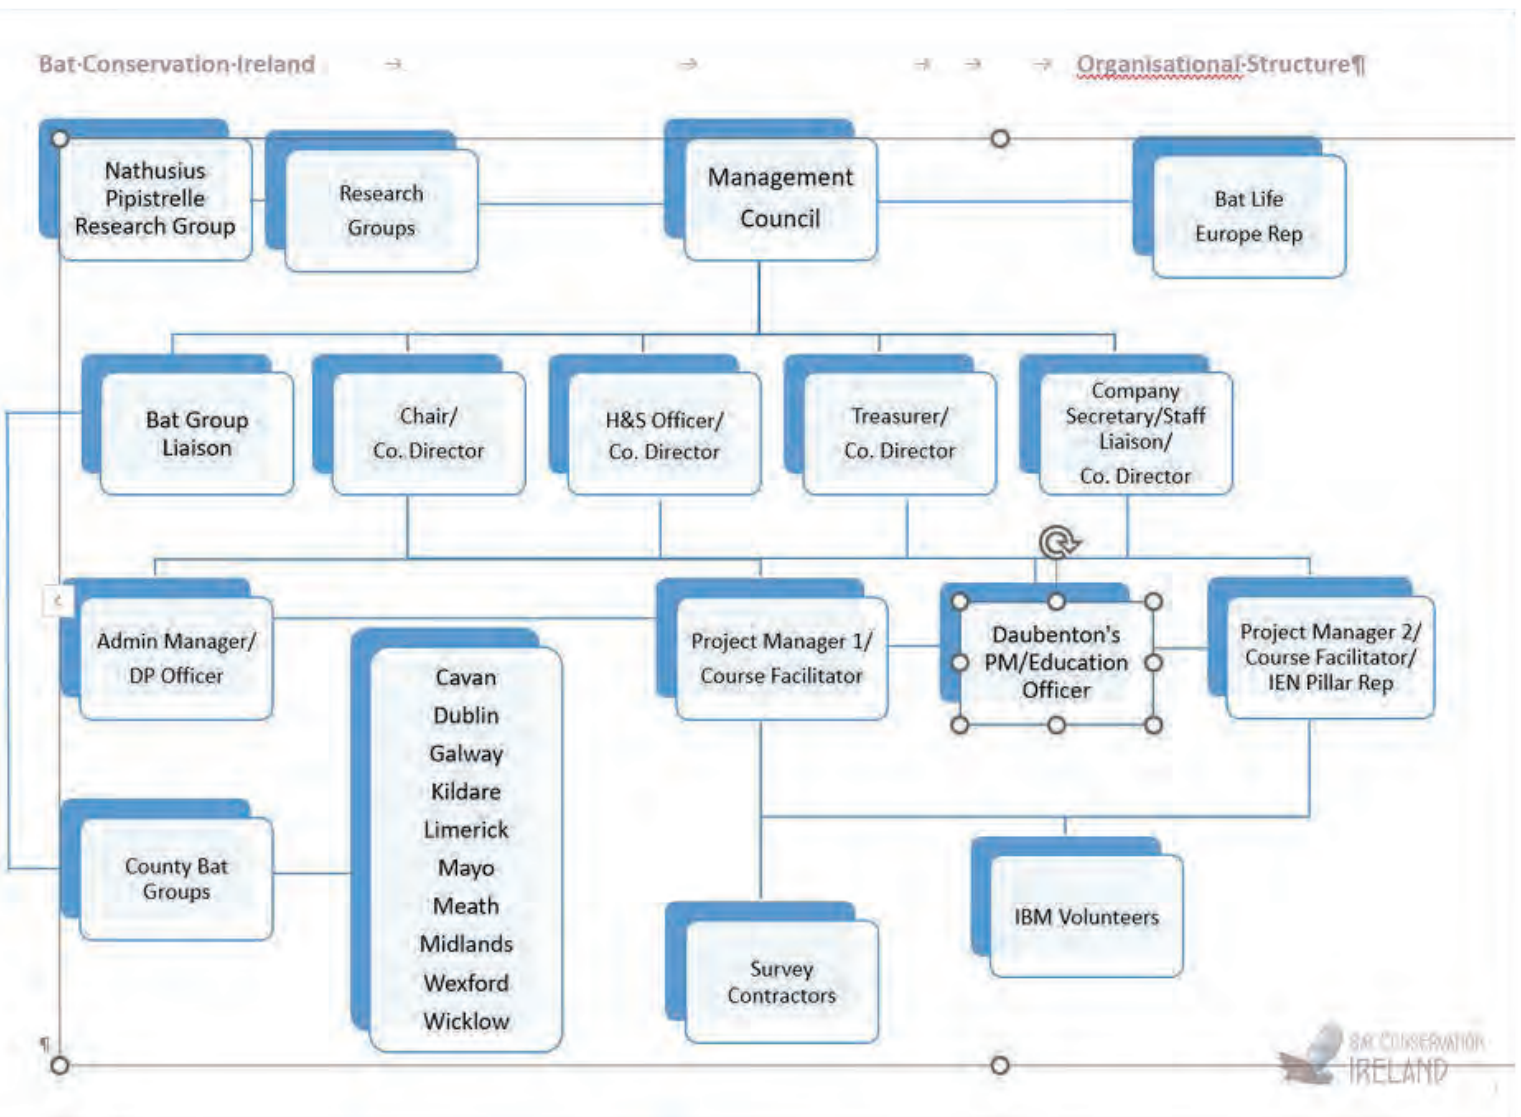 Bat·Conservation·Ireland → → → → → Organisational·Structure¶
Nathusius
Pipistrelle
Research Group
Research
Groups
Management
Council
Bat Life
Europe Rep
Bat Group
Liaison
Chair/
Co. Director
H&S Officer/
Co. Director
Treasurer/
Co. Director
Company
Secretary/Staff
Liaison/
Co. Director
Admin Manager/
DP Officer
Project Manager 1/
Course Facilitator
Daubenton's
PM/Education
Officer
Project Manager 2/
Course Facilitator/
IEN Pillar Rep
Cavan
Dublin
Galway
Kildare
Limerick
Mayo
Meath
Midlands
Wexford
Wicklow
County Bat
Groups
IBM Volunteers
Survey
Contractors
¶
BAT CONSERVATION
IRELAND